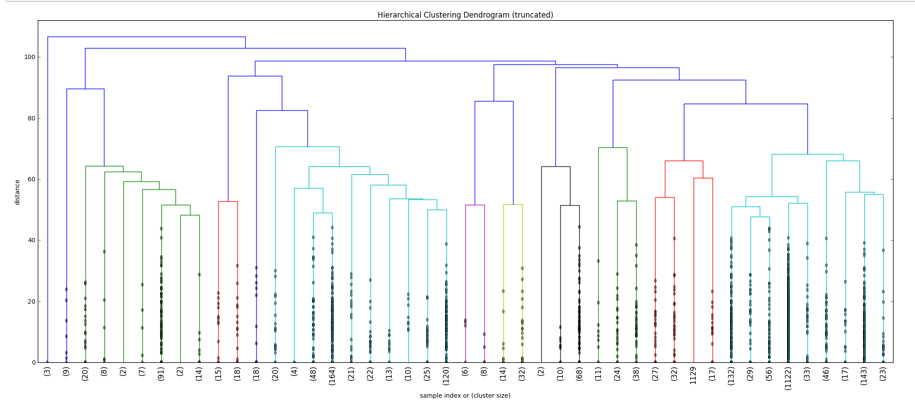 Hierarchical Clustering Dendrogram (truncated)
100
80
60
40
20
0
distance
(3) (9) (20) (8) (2) (7) (91) (2) (14) (15) (18) (18) (20) (4) (48) (164) (21) (22) (13) (10) (25) (120) (6) (8) (14) (32) (2) (10) (68) (11) (24) (38) (27) (32) 1129 (17) (132) (29) (56) (1122) (33) (46) (17) (143) (23)
sample index or (cluster size)